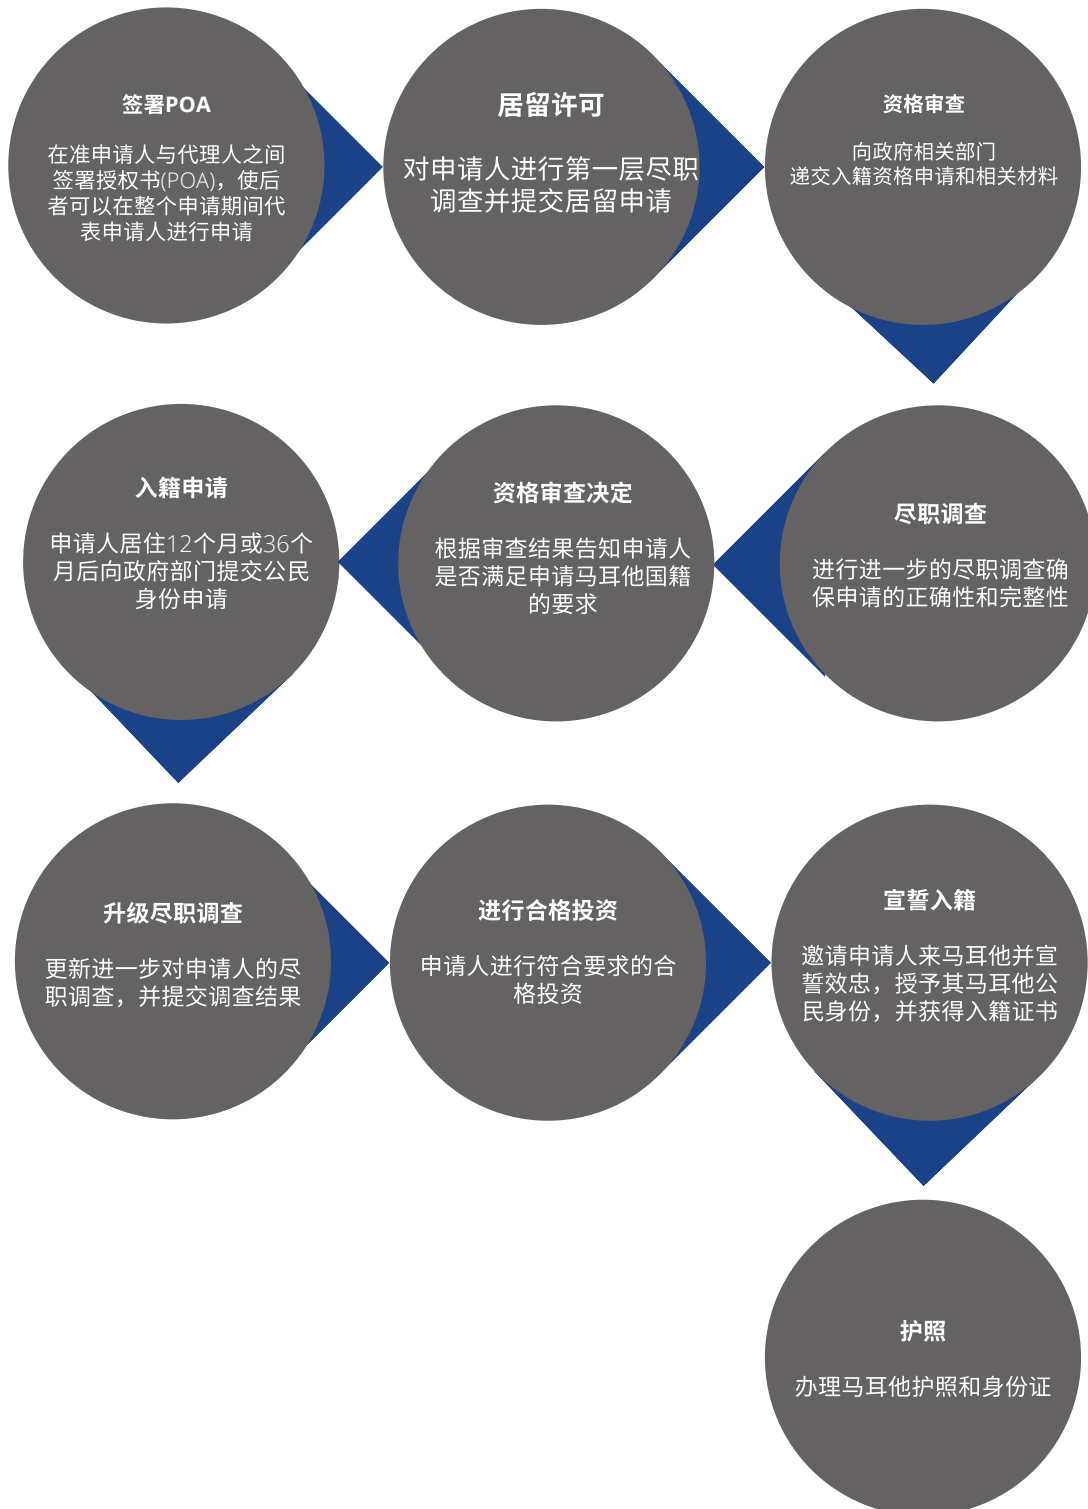 签署POA
在准申请人与代理人之间
签署授权书(POA)，使后
者可以在整个申请期间代
表申请人进行申请
居留许可
对申请人进行第一层尽职
调查并提交居留申请
资格审查
向政府相关部门
递交入籍资格申请和相关材料
尽职调查
进行进一步的尽职调查确
保申请的正确性和完整性
资格审查决定
根据审查结果告知申请人
是否满足申请马耳他国籍
的要求
入籍申请
申请人居住12个月或36个
月后向政府部门提交公民
身份申请
升级尽职调查
更新进一步对申请人的尽
职调查，并提交调查结果
进行合格投资
申请人进行符合要求的合
格投资
宣誓入籍
邀请申请人来马耳他并宣
誓效忠，授予其马耳他公
民身份，并获得入籍证书
护照
办理马耳他护照和身份证